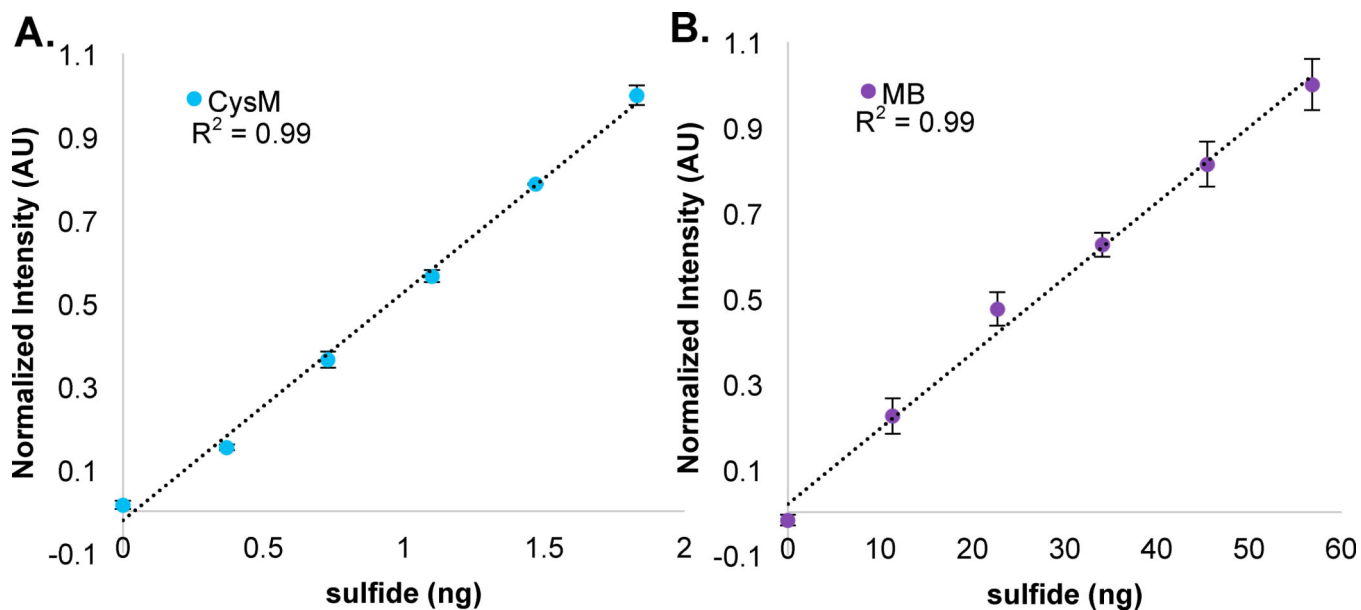 A.
Normalized Intensity (AU)
1.1
0.9
0.7
0.5
0.3
0.1
-0.1
CysM
R² = 0.99
0 0.5 1 1.5 2
sulfide (ng)
B.
Normalized Intensity (AU)
1.1
0.9
0.7
0.5
0.3
0.1
-0.1
MB
R² = 0.99
0 10 20 30 40 50 60
sulfide (ng)